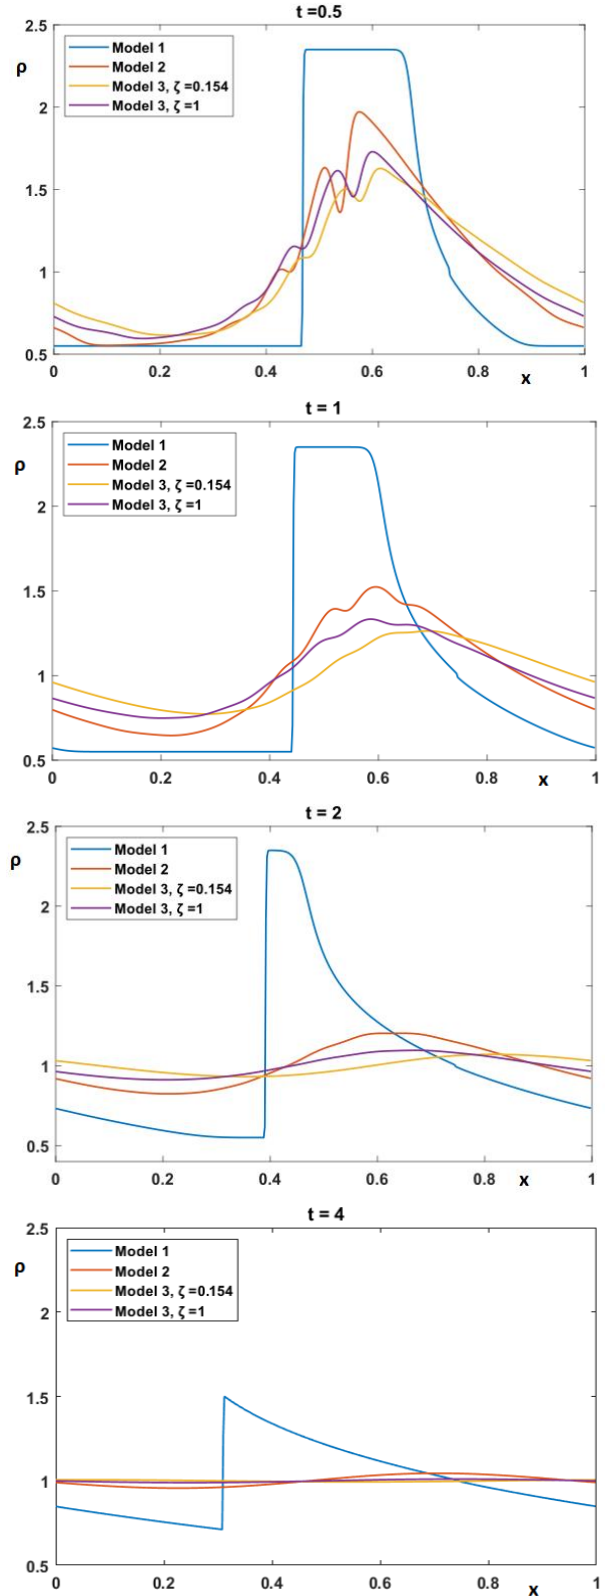 t =0.5
2.5
ρ
Model 1
Model 2
Model 3, ζ =0.154
Model 3, ζ =1
2
1.5
1
0.5
0 0.2 0.4 0.6 0.8 1
x
t = 1
2.5
ρ
Model 1
Model 2
Model 3, ζ =0.154
Model 3, ζ =1
2
1.5
1
0.5
0 0.2 0.4 0.6 0.8 1
x
t = 2
2.5
ρ
Model 1
Model 2
Model 3, ζ =0.154
Model 3, ζ =1
2
1.5
1
0.5
0 0.2 0.4 0.6 0.8 1
x
t = 4
2.5
ρ
Model 1
Model 2
Model 3, ζ =0.154
Model 3, ζ =1
2
1.5
1
0.5
0 0.2 0.4 0.6 0.8 1
x